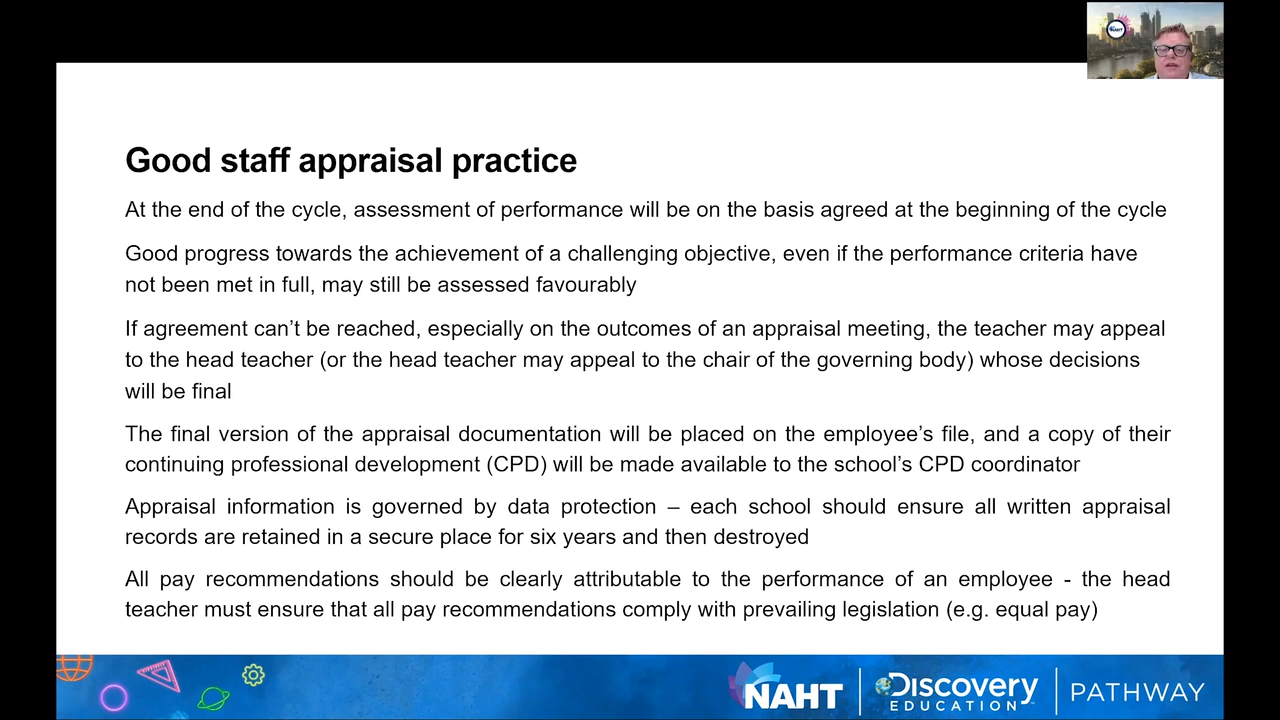 NAHT
Good staff appraisal practice
At the end of the cycle, assessment of performance will be on the basis agreed at the beginning of the cycle
Good progress towards the achievement of a challenging objective, even if the performance criteria have
not been met in full, may still be assessed favourably
If agreement can’t be reached, especially on the outcomes of an appraisal meeting, the teacher may appeal
to the head teacher (or the head teacher may appeal to the chair of the governing body) whose decisions
will be final
The final version of the appraisal documentation will be placed on the employee’s file, and a copy of their
continuing professional development (CPD) will be made available to the school’s CPD coordinator
Appraisal information is governed by data protection – each school should ensure all written appraisal
records are retained in a secure place for six years and then destroyed
All pay recommendations should be clearly attributable to the performance of an employee - the head
teacher must ensure that all pay recommendations comply with prevailing legislation (e.g. equal pay)
NAHT
Discovery
EDUCATION
PATHWAY